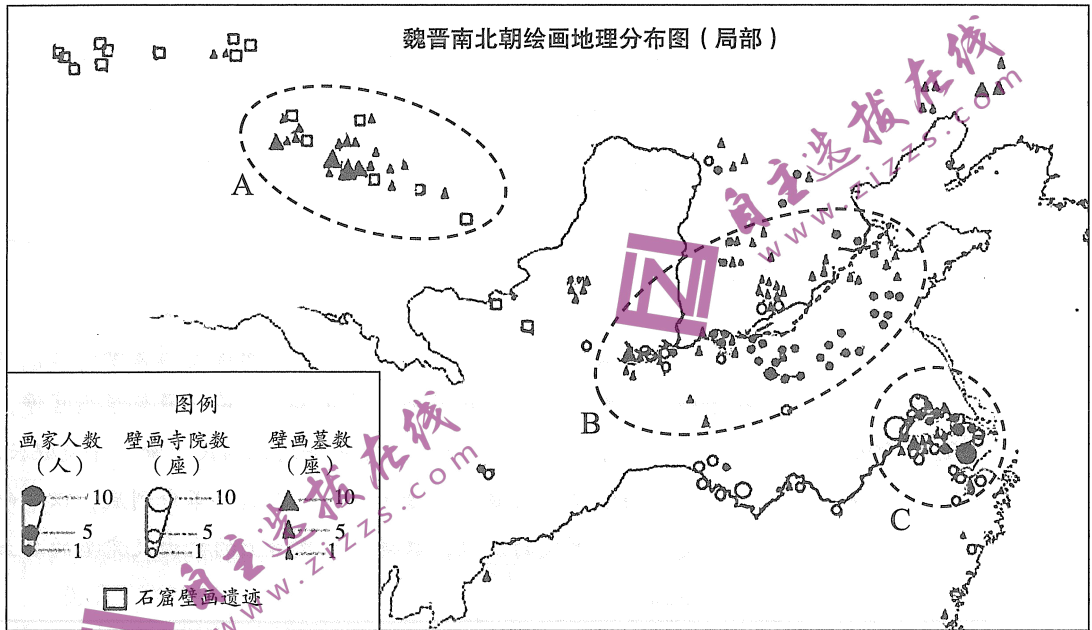 魏晋南北朝绘画地理分布图(局部)
A
B
C
图例
画家人数 壁画寺院数 壁画墓数
(人) (座) (座)
10 10 10
5 5 5
1 1 1
石窟壁画遗迹
自主选拔在线
www.zizzs.com
自主选拔在线
www.zizzs.com